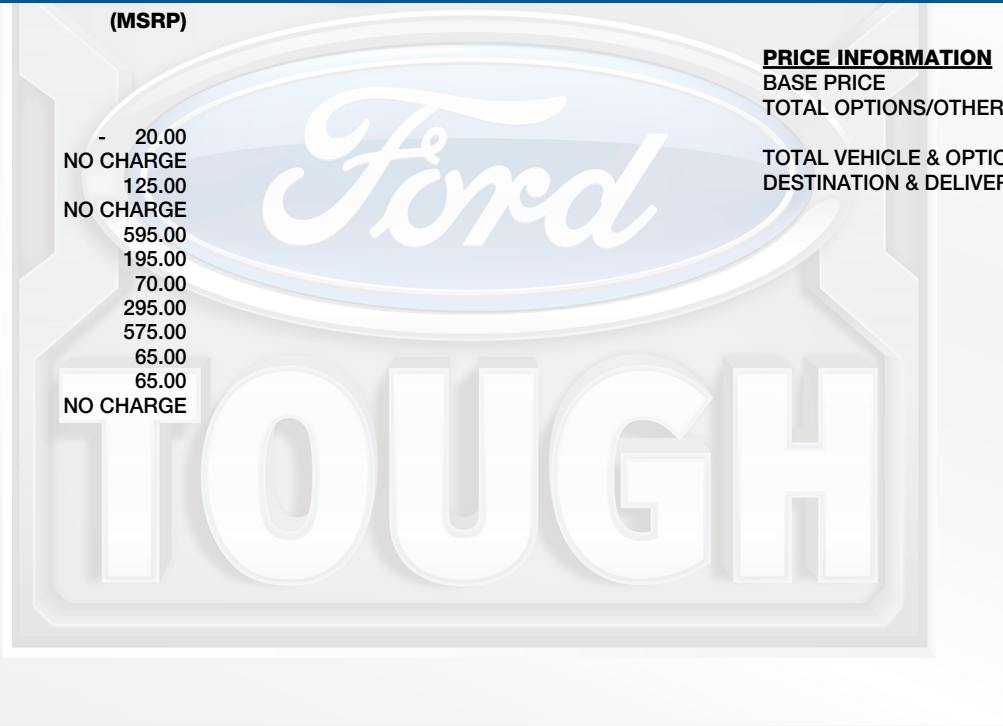 (MSRP)
- 20.00
NO CHARGE
125.00
NO CHARGE
595.00
195.00
70.00
295.00
575.00
65.00
65.00
NO CHARGE
PRICE INFORMATION
BASE PRICE
TOTAL OPTIONS/OTHER
TOTAL VEHICLE & OPTIO
DESTINATION & DELIVER
Ford
TOUGH